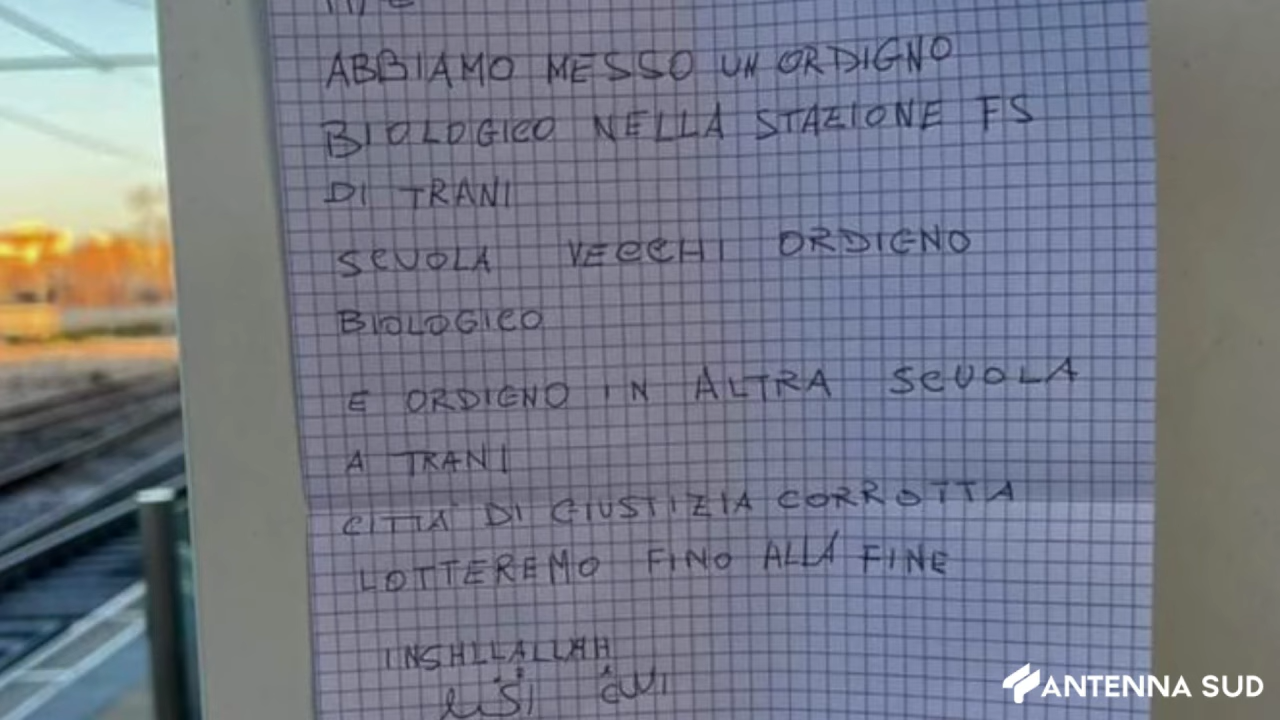 ABBIAMO MESSO UN ORDIGNO
BIOLOGICO NELLA STAZIONE FS
DI TRANI
SCUOLA VECCHI ORDIGNO
BIOLOGICO
E ORDIGNO IN ALTRA SCUOLA
A TRANI
CITTÀ DI GIUSTIZIA CORROTTA
LOTTEREMO FINO ALLA FINE
INSHLLALLAH
ANTENNA SUD